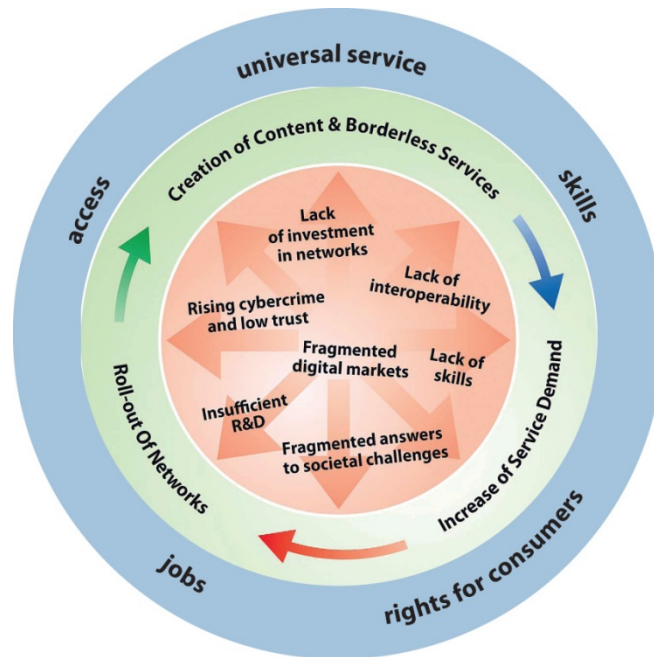 universal service
Creation of Content & Borderless Services
access
skills
Lack
of investment
in networks
Lack of
interoperability
Rising cybercrime
and low trust
Fragmented
digital markets
Lack of
skills
Insufficient
R&D
Fragmented answers
to societal challenges
Roll-out Of Networks
Increase of Service Demand
jobs
rights for consumers